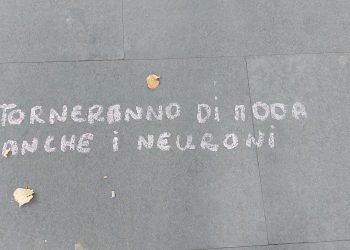 TORNERANNO DI MODA
ANCHE i NEURONi